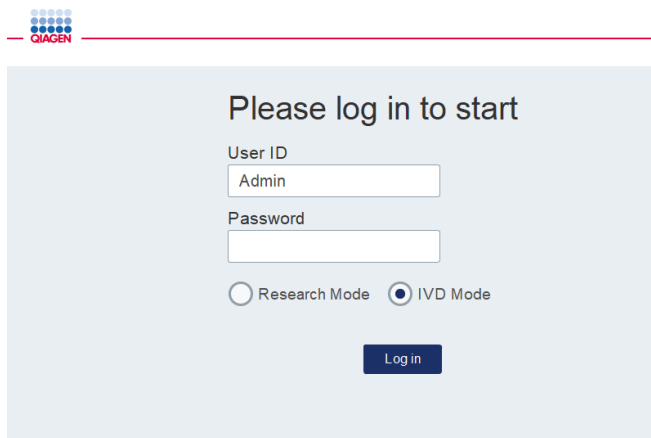 QIAGEN
Please log in to start
User ID
Admin
Password
Research Mode IVD Mode
Log in